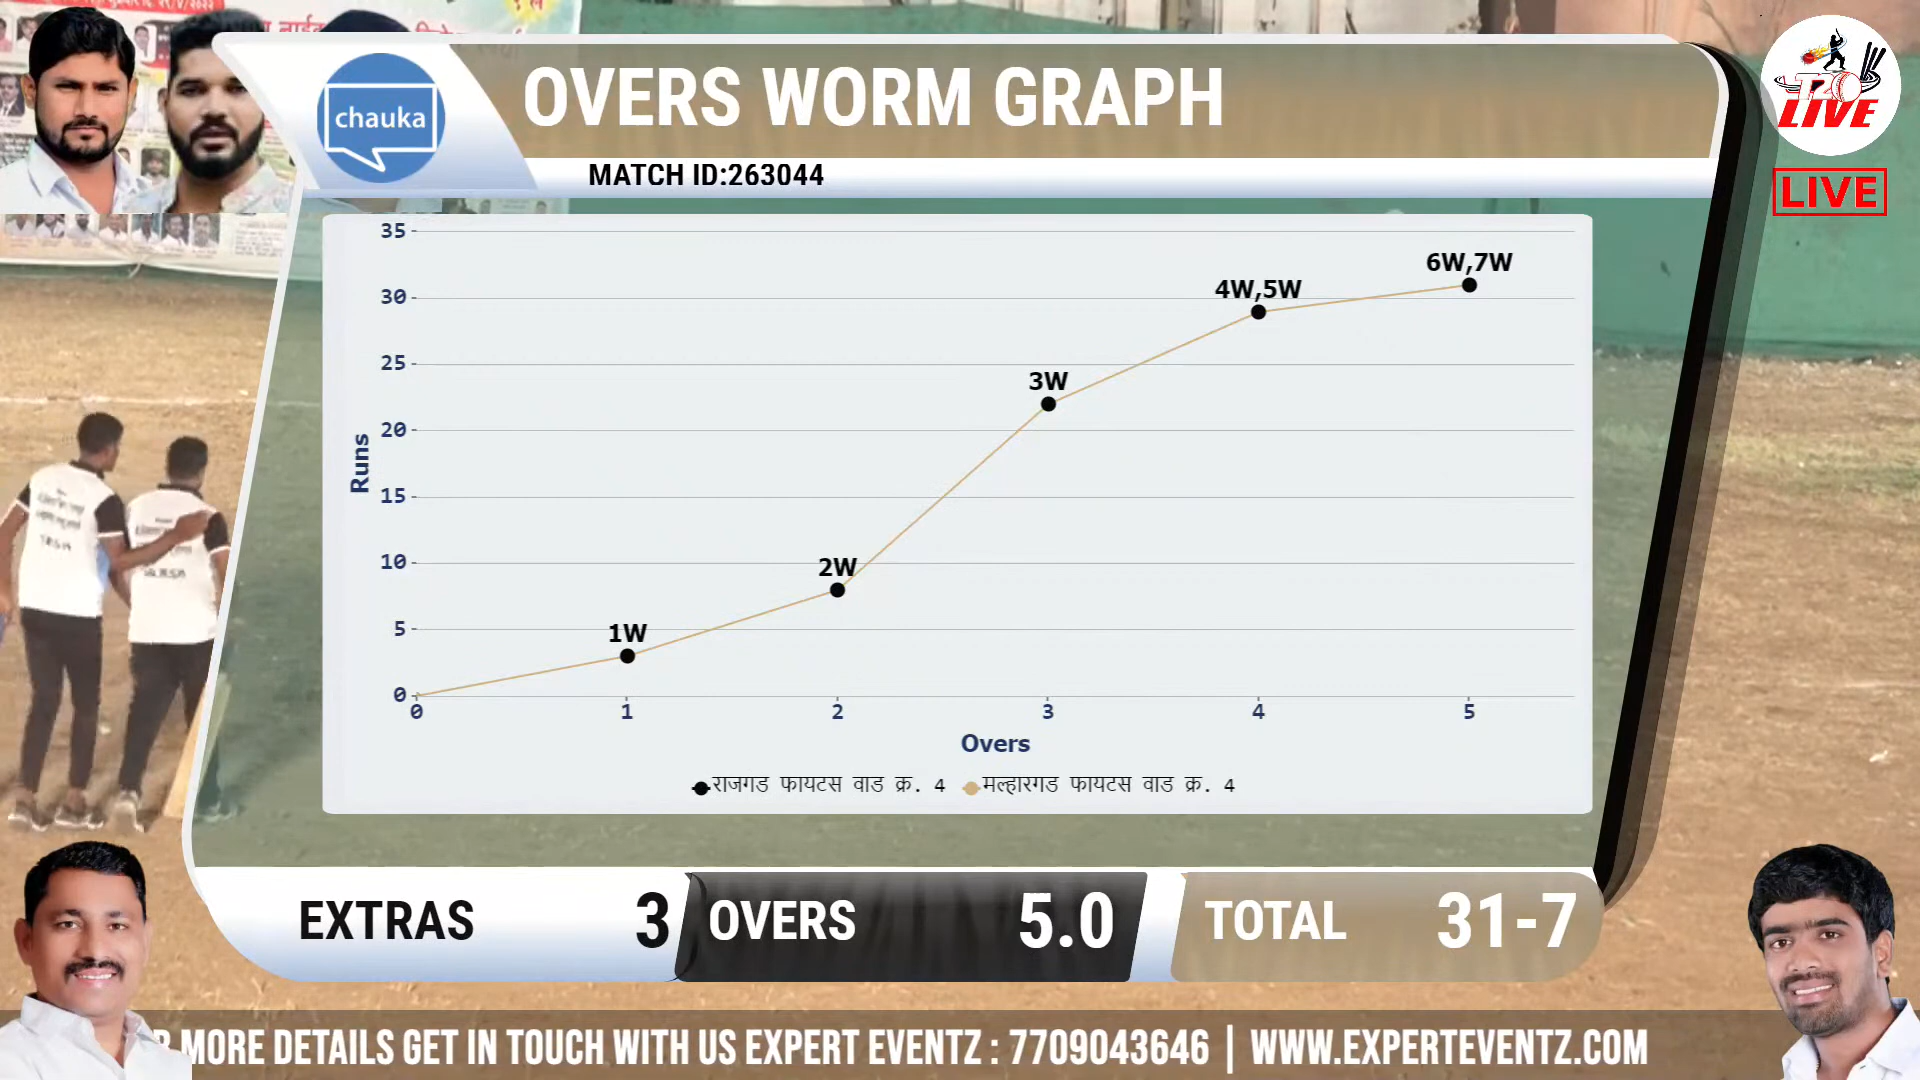 chauka
OVERS WORM GRAPH
MATCH ID:263044
T20
LIVE
LIVE
35
30
25
20
15
10
5
0
Runs
1W
2W
3W
4W,5W
6W,7W
0 1 2 3 4 5
Overs
राजगड फायटस वाड क्र. 4 मल्हारगड फायटस वाड क्र. 4
EXTRAS 3 OVERS 5.0 TOTAL 31-7
MORE DETAILS GET IN TOUCH WITH US EXPERT EVENTZ : 7709043646 | WWW.EXPERTEVENTZ.COM